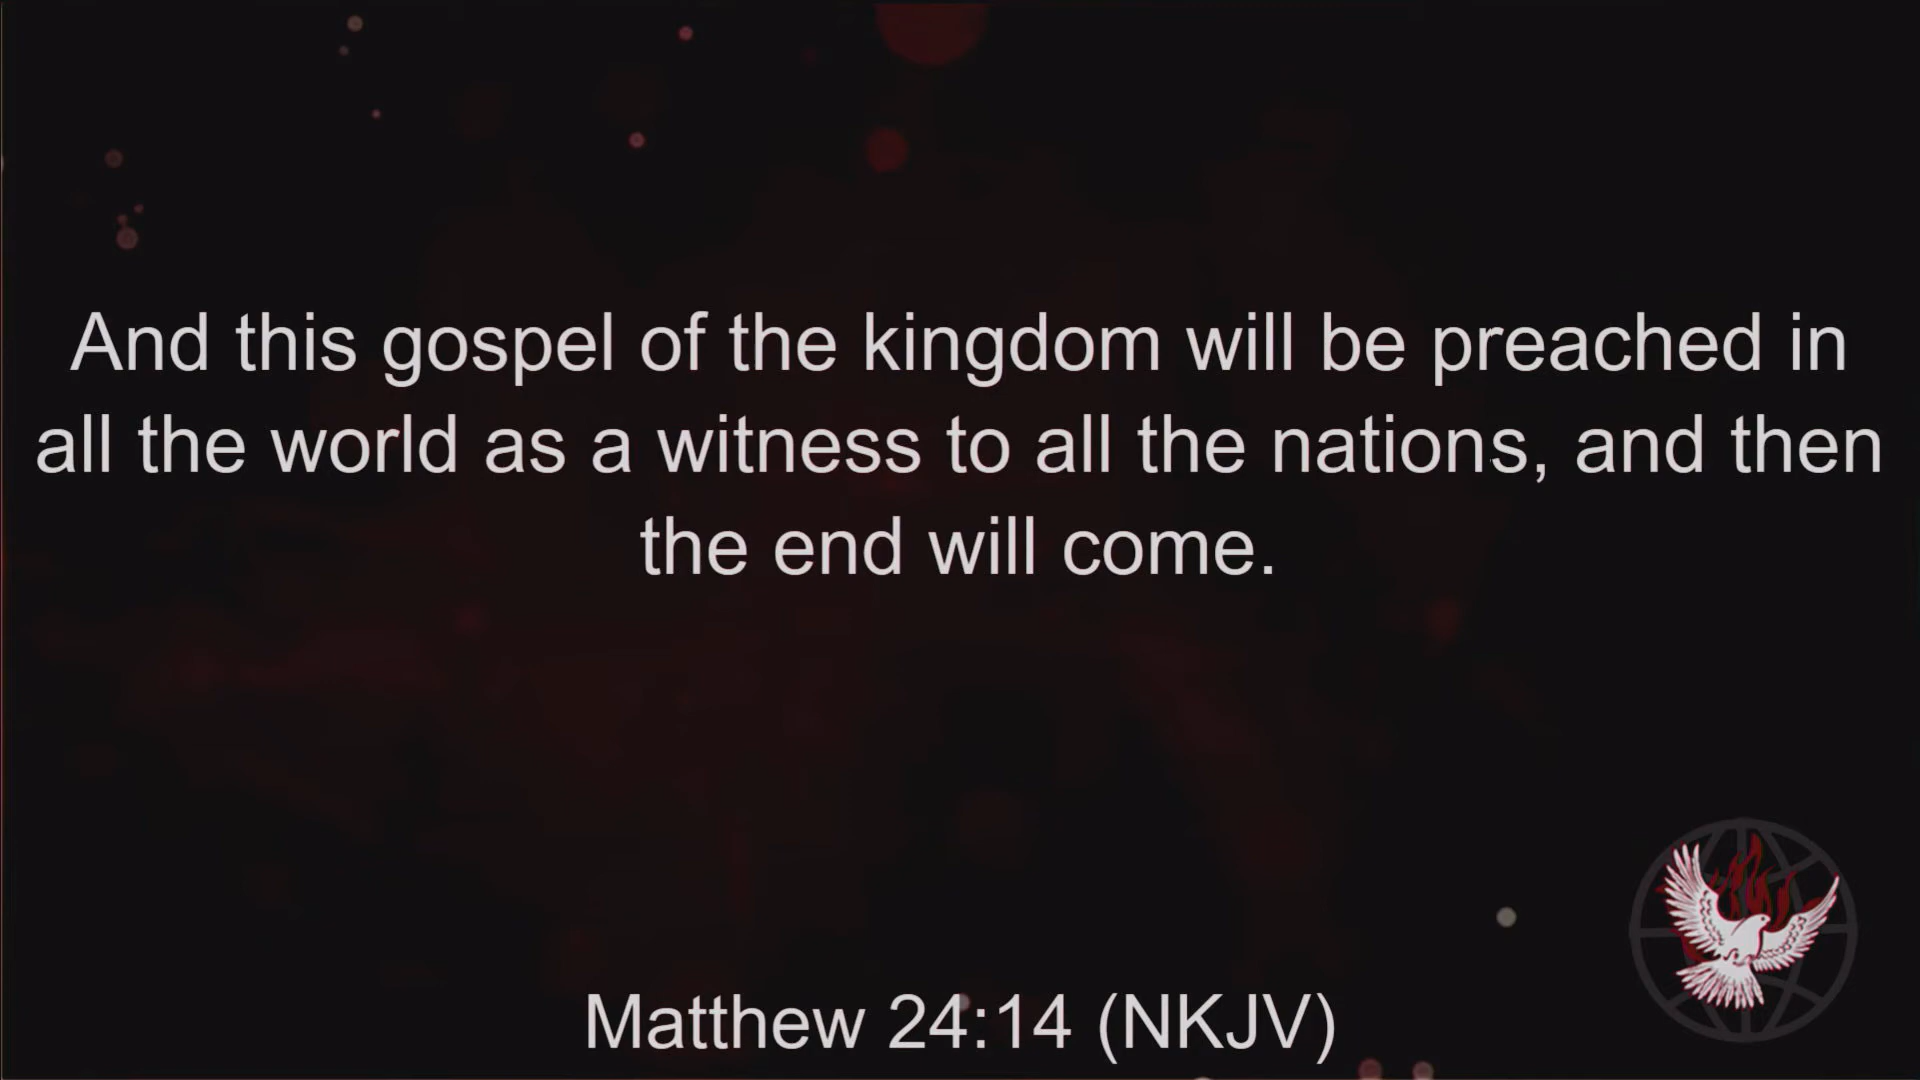 And this gospel of the kingdom will be preached in
all the world as a witness to all the nations, and then
the end will come.
Matthew 24:14 (NKJV)